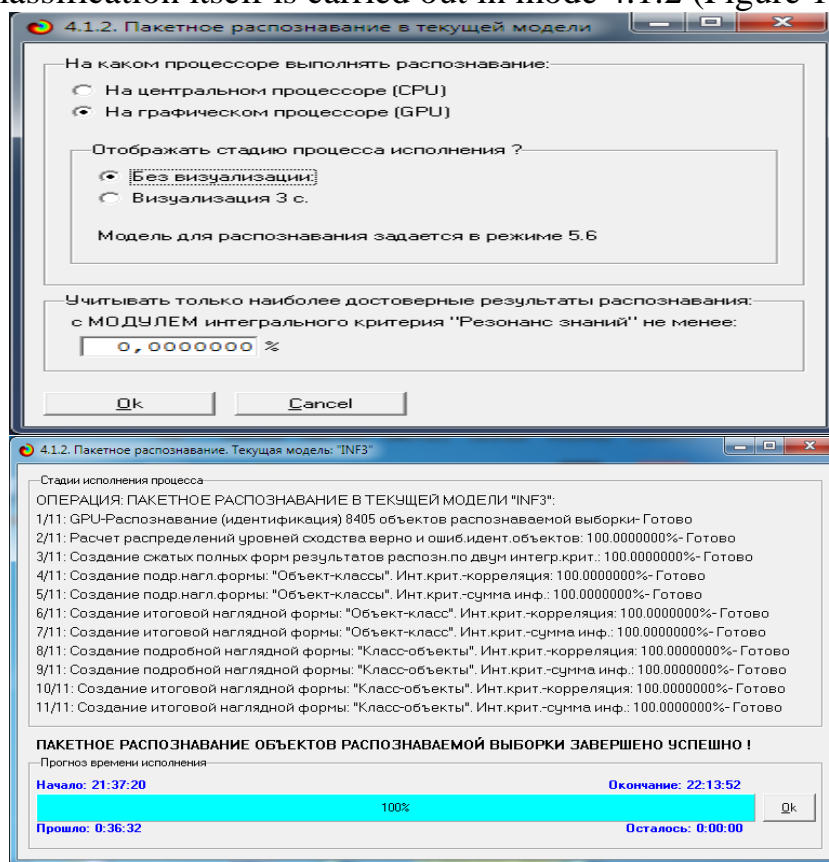 lassification itself is carried out in mode 4.1.2 (Figure 1
4.1.2. Пакетное распознавание в текущей модели
На каком процессоре выполнять распознавание:
На центральном процессоре (CPU)
На графическом процессоре (GPU)
Отображать стадию процесса исполнения ?
Без визуализации:
Визуализация 3 с.
Модель для распознавания задается в режиме 5.6
Учитывать только наиболее достоверные результаты распознавания:
с МОДУЛЕМ интегрального критерия "Резонанс знаний" не менее:
0,0000000 %
Ok Cancel
4.1.2. Пакетное распознавание. Текущая модель: "INF3"
Стадии исполнения процесса
ОПЕРАЦИЯ: ПАКЕТНОЕ РАСПОЗНАВАНИЕ В ТЕКУЩЕЙ МОДЕЛИ "INF3":
1/11: GPU-Распознавание (идентификация) 8405 объектов распознаваемой выборки- Готово
2/11: Расчет распределений уровней сходства верно и ошиб.идент.объектов: 100.0000000%- Готово
3/11: Создание сжатых полных форм результатов распозн.по двум интегр.крит.: 100.0000000%- Готово
4/11: Создание подр.нагл.формы: "Объект-классы". Инт.крит.-корреляция: 100.0000000%- Готово
5/11: Создание подр.нагл.формы: "Объект-классы". Инт.крит.-сумма инф.: 100.0000000%- Готово
6/11: Создание итоговой наглядной формы: "Объект-класс". Инт.крит.-корреляция: 100.0000000%- Готово
7/11: Создание итоговой наглядной формы: "Объект-класс". Инт.крит.-сумма инф.: 100.0000000%- Готово
8/11: Создание подробной наглядной формы: "Класс-объекты". Инт.крит.-корреляция: 100.0000000%- Готово
9/11: Создание подробной наглядной формы: "Класс-объекты". Инт.крит.-сумма инф.: 100.0000000%- Готово
10/11: Создание итоговой наглядной формы: "Класс-объекты". Инт.крит.-корреляция: 100.0000000%- Готово
11/11: Создание итоговой наглядной формы: "Класс-объекты". Инт.крит.-сумма инф.: 100.0000000%- Готово
ПАКЕТНОЕ РАСПОЗНАВАНИЕ ОБЪЕКТОВ РАСПОЗНАВАЕМОЙ ВЫБОРКИ ЗАВЕРШЕНО УСПЕШНО !
Прогноз времени исполнения
Начало: 21:37:20 Окончание: 22:13:52
100% Ok
Прошло: 0:36:32 Осталось: 0:00:00